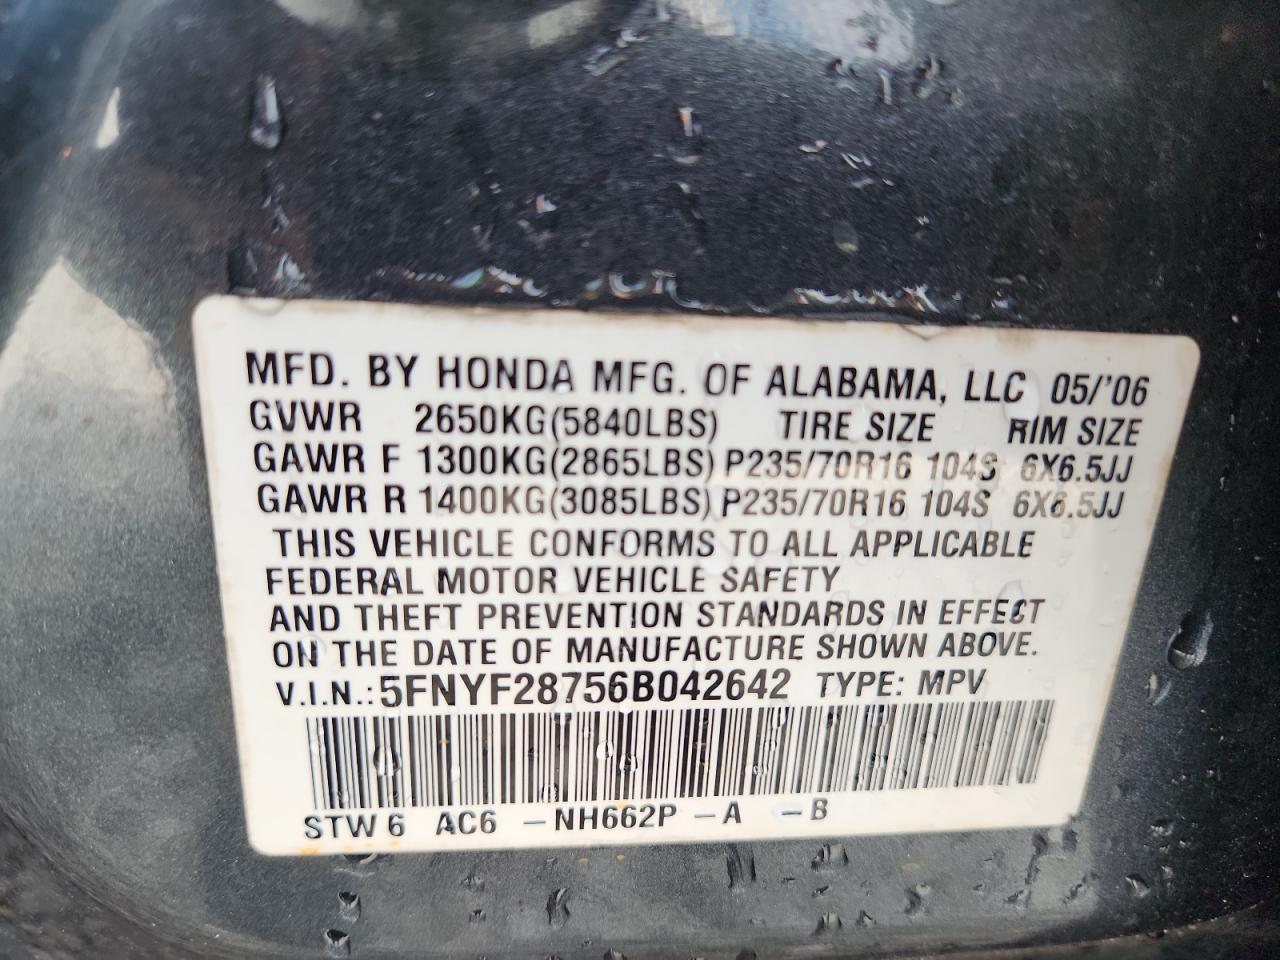 MFD. BY HONDA MFG. OF ALABAMA, LLC 05/'06
GVWR 2650KG(5840LBS) TIRE SIZE RIM SIZE
GAWR F 1300KG(2865LBS) P235/70R16 104S 6X6.5JJ
GAWR R 1400KG(3085LBS) P235/70R16 104S 6X6.5JJ
THIS VEHICLE CONFORMS TO ALL APPLICABLE
FEDERAL MOTOR VEHICLE SAFETY
AND THEFT PREVENTION STANDARDS IN EFFECT
ON THE DATE OF MANUFACTURE SHOWN ABOVE.
V.I.N.: 5FNYF28756B042642 TYPE: MPV
STW 6 AC6 -NH662P -A -B